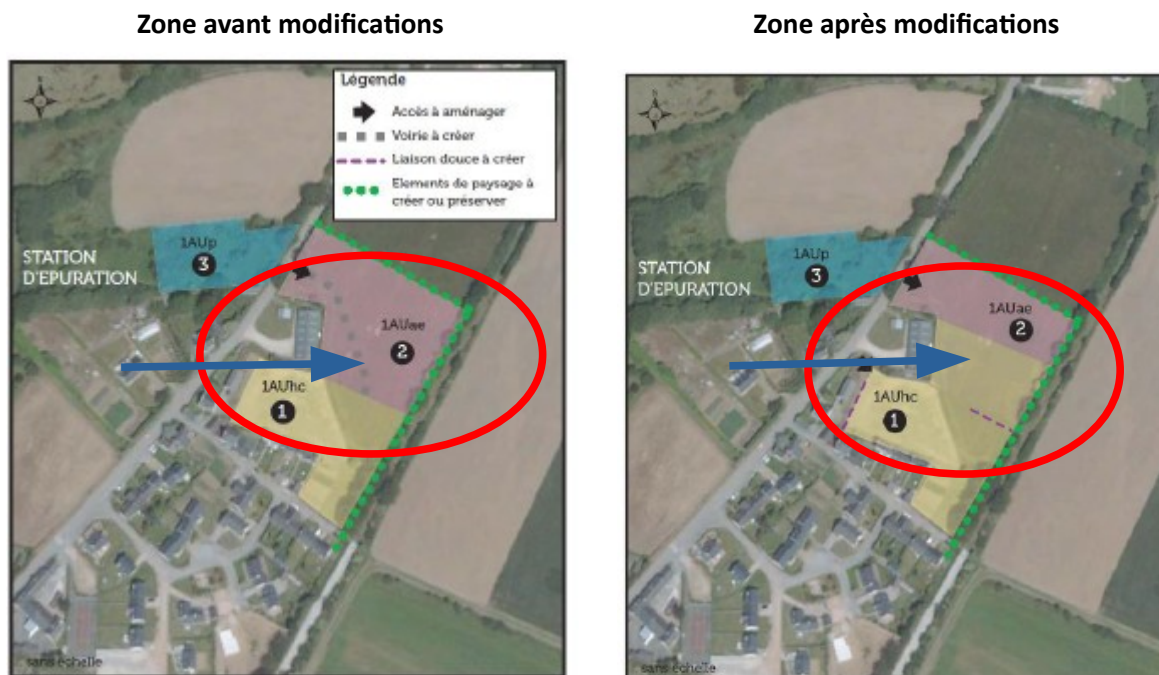 Zone avant modifications
Zone après modifications
N
Légende
Accès à aménager
Voirie à créer
Liaison douce à créer
Elements de paysage à
créer ou préserver
1AUp
3
STATION
D'EPURATION
1AUae
2
1AUhc
1
sans échelle
N
1AUp
3
STATION
D'EPURATION
1AUae
2
1AUhc
1
sans échelle